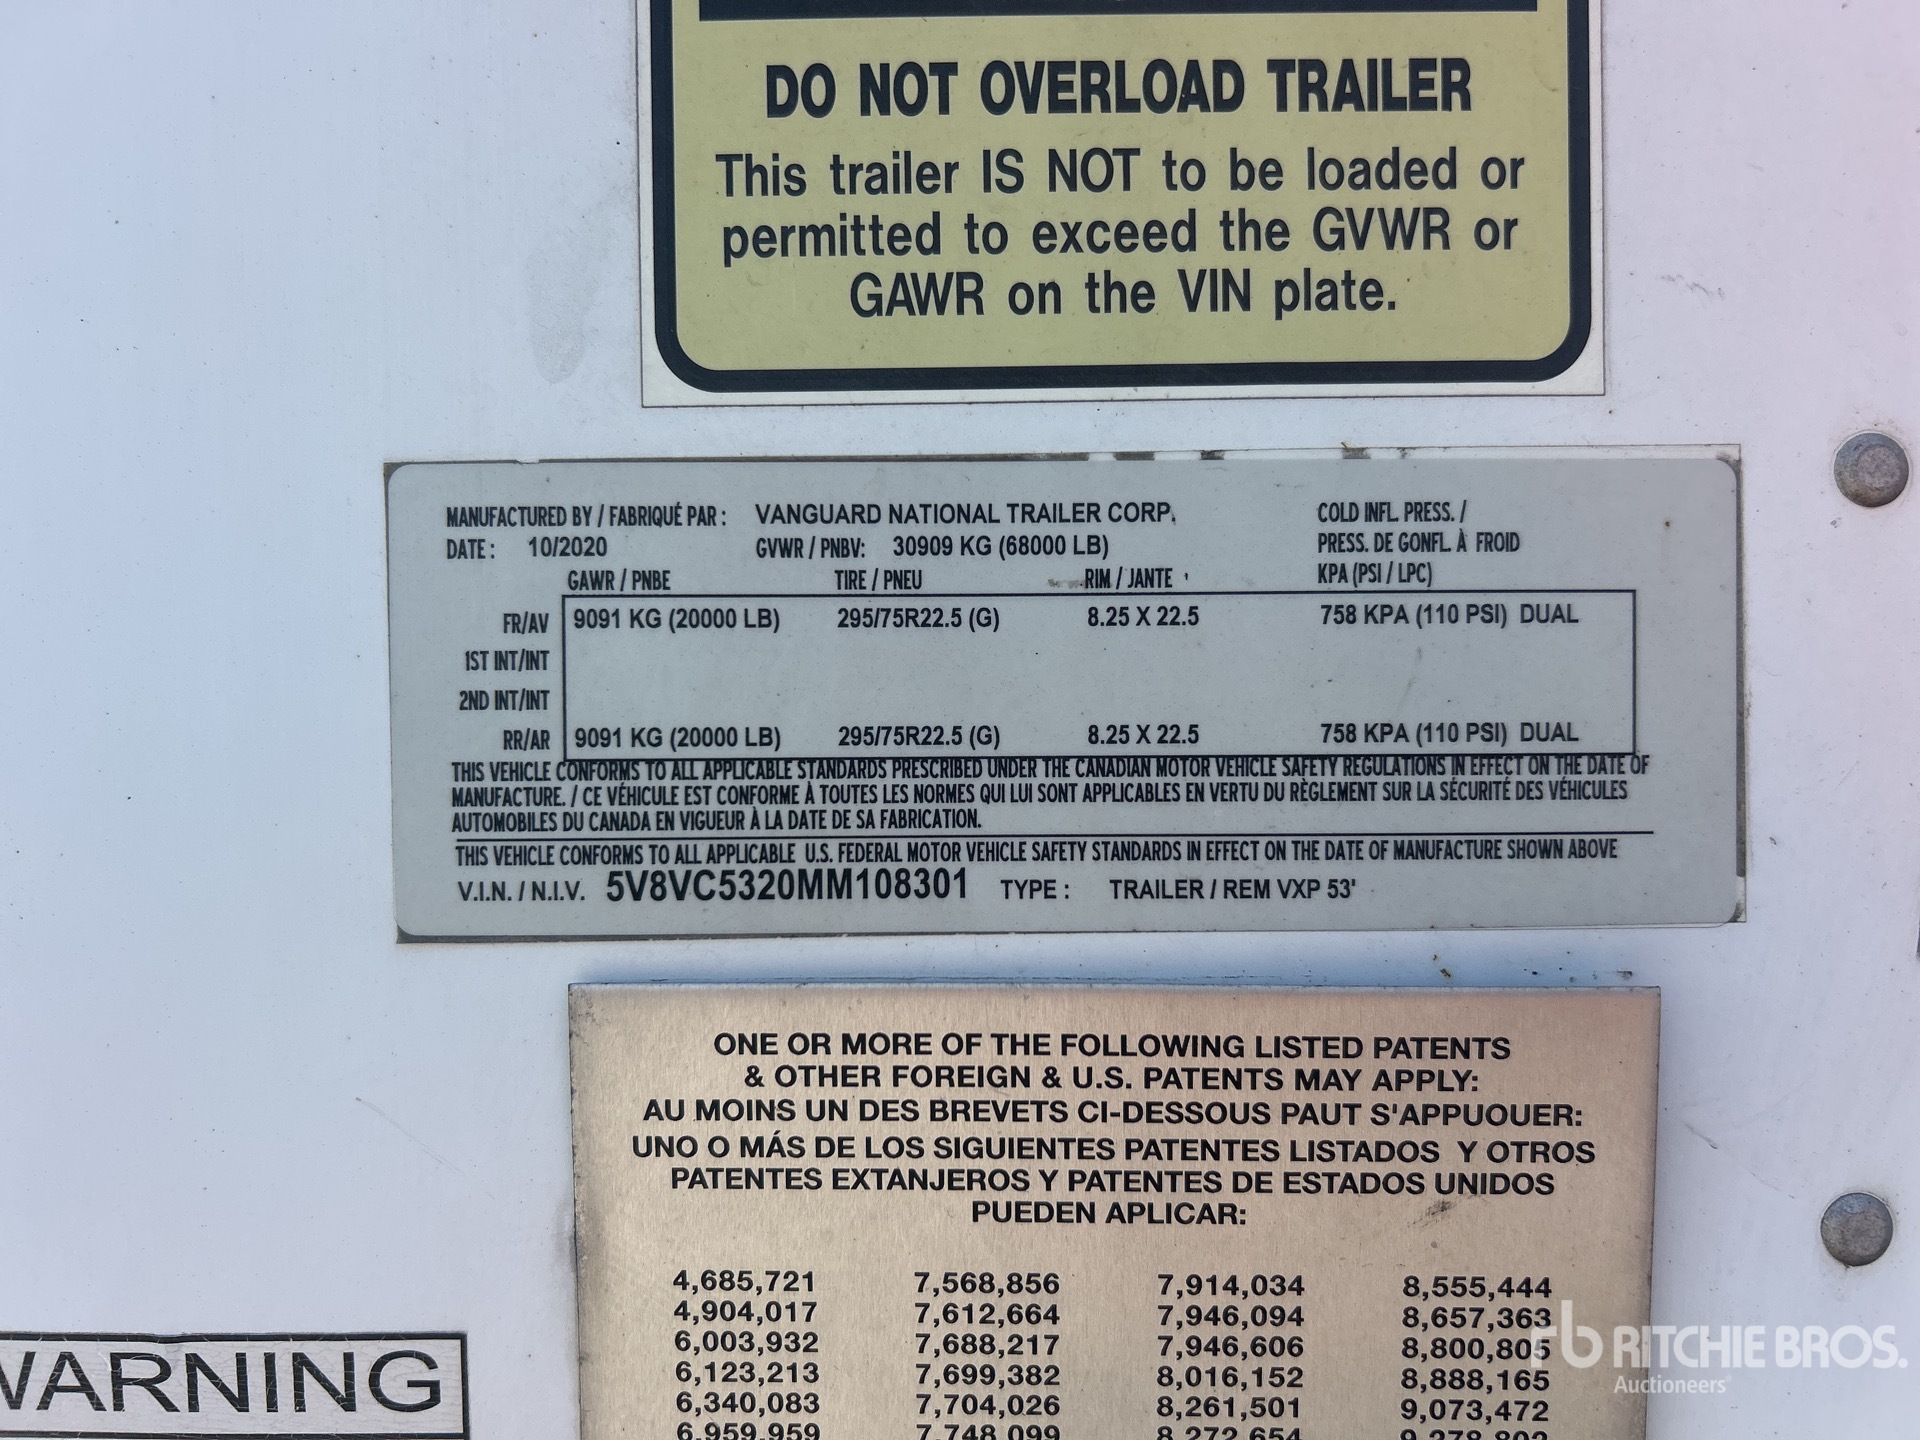 DO NOT OVERLOAD TRAILER
This trailer IS NOT to be loaded or
permitted to exceed the GVWR or
GAWR on the VIN plate.
MANUFACTURED BY / FABRIQUÉ PAR : VANGUARD NATIONAL TRAILER CORP. COLD INFL. PRESS. /
DATE : 10/2020 GVWR / PNBV: 30909 KG (68000 LB) PRESS. DE GONFL. À FROID
GAWR / PNBE TIRE / PNEU RIM / JANTE KPA (PSI / LPC)
FR/AV 9091 KG (20000 LB) 295/75R22.5 (G) 8.25 X 22.5 758 KPA (110 PSI) DUAL
1ST INT/INT
2ND INT/INT
RR/AR 9091 KG (20000 LB) 295/75R22.5 (G) 8.25 X 22.5 758 KPA (110 PSI) DUAL
THIS VEHICLE CONFORMS TO ALL APPLICABLE STANDARDS PRESCRIBED UNDER THE CANADIAN MOTOR VEHICLE SAFETY REGULATIONS IN EFFECT ON THE DATE OF
MANUFACTURE. / CE VÉHICULE EST CONFORME À TOUTES LES NORMES QUI LUI SONT APPLICABLES EN VERTU DU RÈGLEMENT SUR LA SÉCURITÉ DES VÉHICULES
AUTOMOBILES DU CANADA EN VIGUEUR À LA DATE DE SA FABRICATION.
THIS VEHICLE CONFORMS TO ALL APPLICABLE U.S. FEDERAL MOTOR VEHICLE SAFETY STANDARDS IN EFFECT ON THE DATE OF MANUFACTURE SHOWN ABOVE
V.I.N. / N.I.V. 5V8VC5320MM108301 TYPE : TRAILER / REM VXP 53'
ONE OR MORE OF THE FOLLOWING LISTED PATENTS
& OTHER FOREIGN & U.S. PATENTS MAY APPLY:
AU MOINS UN DES BREVETS CI-DESSOUS PAUT S'APPUOUER:
UNO O MÁS DE LOS SIGUIENTES PATENTES LISTADOS Y OTROS
PATENTES EXTANJEROS Y PATENTES DE ESTADOS UNIDOS
PUEDEN APLICAR:
4,685,721 7,568,856 7,914,034 8,555,444
4,904,017 7,612,664 7,946,094 8,657,363
6,003,932 7,688,217 7,946,606 8,800,805
6,123,213 7,699,382 8,016,152 8,888,165
6,340,083 7,704,026 8,261,501 9,073,472
6,959,959 7,748,099 8,272,654 9,278,802
WARNING
rb RITCHIE BROS.
Auctioneers